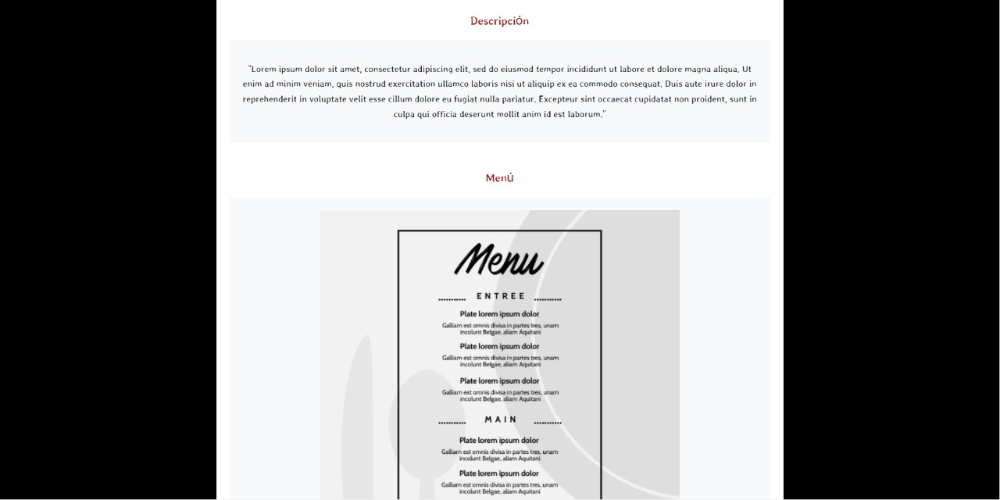 Descripción
"Lorem ipsum dolor sit amet, consectetur adipiscing elit, sed do eiusmod tempor incididunt ut labore et dolore magna aliqua. Ut
enim ad minim veniam, quis nostrud exercitation ullamco laboris nisi ut aliquip ex ea commodo consequat. Duis aute irure dolor in
reprehenderit in voluptate velit esse cillum dolore eu fugiat nulla pariatur. Excepteur sint occaecat cupidatat non proident, sunt in
culpa qui officia deserunt mollit anim id est laborum."
Menú
Menu
ENTREE
Plate lorem ipsum dolor
Galliam est omnis divisa in partes tres, unam
incolunt Belgae, aliam Aquitani
Plate lorem ipsum dolor
Galliam est omnis divisa in partes tres, unam
incolunt Belgae, aliam Aquitani
Plate lorem ipsum dolor
Galliam est omnis divisa in partes tres, unam
incolunt Belgae, aliam Aquitani
MAIN
Plate lorem ipsum dolor
Galliam est omnis divisa in partes tres, unam
incolunt Belgae, aliam Aquitani
Plate lorem ipsum dolor
Galliam est omnis divisa in partes tres, unam
incolunt Belgae, aliam Aquitani